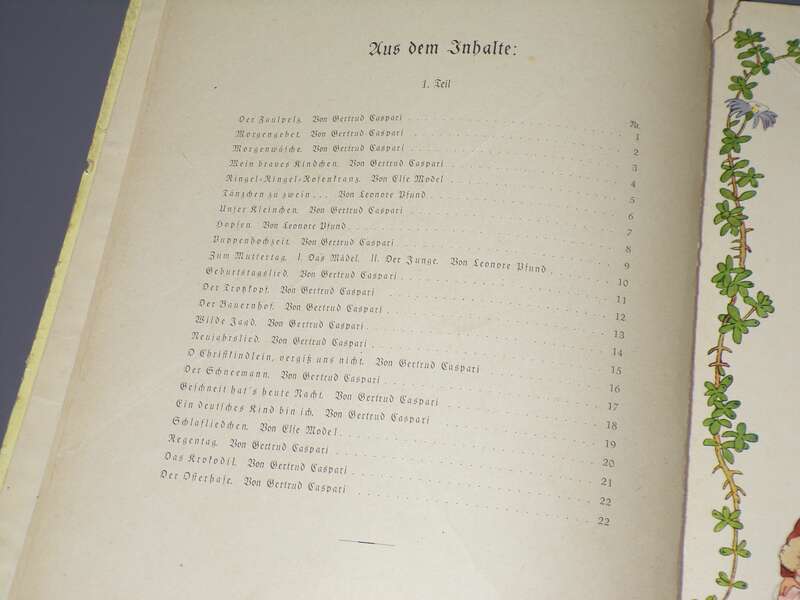 Aus dem Inhalte:
1. Teil
Nr.
Der Faulpelz. Von Gertrud Caspari . . . . 1
Morgengebet. Von Gertrud Caspari . . . . 2
Morgenwäsche. Von Gertrud Caspari . . . . 3
Mein braves Kindchen. Von Gertrud Caspari . . . . 4
Ringel-Ringel-Rosenkranz. Von Else Model . . . . 5
Tänzchen zu zwein . . . Von Leonore Pfund . . . . 6
Unser Kleinchen. Von Gertrud Caspari . . . . 7
Hopsen. Von Leonore Pfund . . . . 8
Puppenhochzeit. Von Gertrud Caspari . . . . 9
Zum Muttertag. I. Das Mädel. II. Der Junge. Von Leonore Pfund . . . . 10
Geburtstagslied. Von Gertrud Caspari . . . . 11
Der Trotzkopf. Von Gertrud Caspari . . . . 12
Der Bauernhof. Von Gertrud Caspari . . . . 13
Wilde Jagd. Von Gertrud Caspari . . . . 14
Neujahrslied. Von Gertrud Caspari . . . . 15
O Christkindlein, vergiß uns nicht. Von Gertrud Caspari . . . . 16
Der Schneemann. Von Gertrud Caspari . . . . 17
Geschneit hat's heute Nacht. Von Gertrud Caspari . . . . 18
Ein deutsches Kind bin ich. Von Gertrud Caspari . . . . 19
Schlafliedchen. Von Else Model . . . . 20
Regentag. Von Gertrud Caspari . . . . 21
Das Krokodil. Von Gertrud Caspari . . . . 22
Der Osterhase. Von Gertrud Caspari . . . . 22